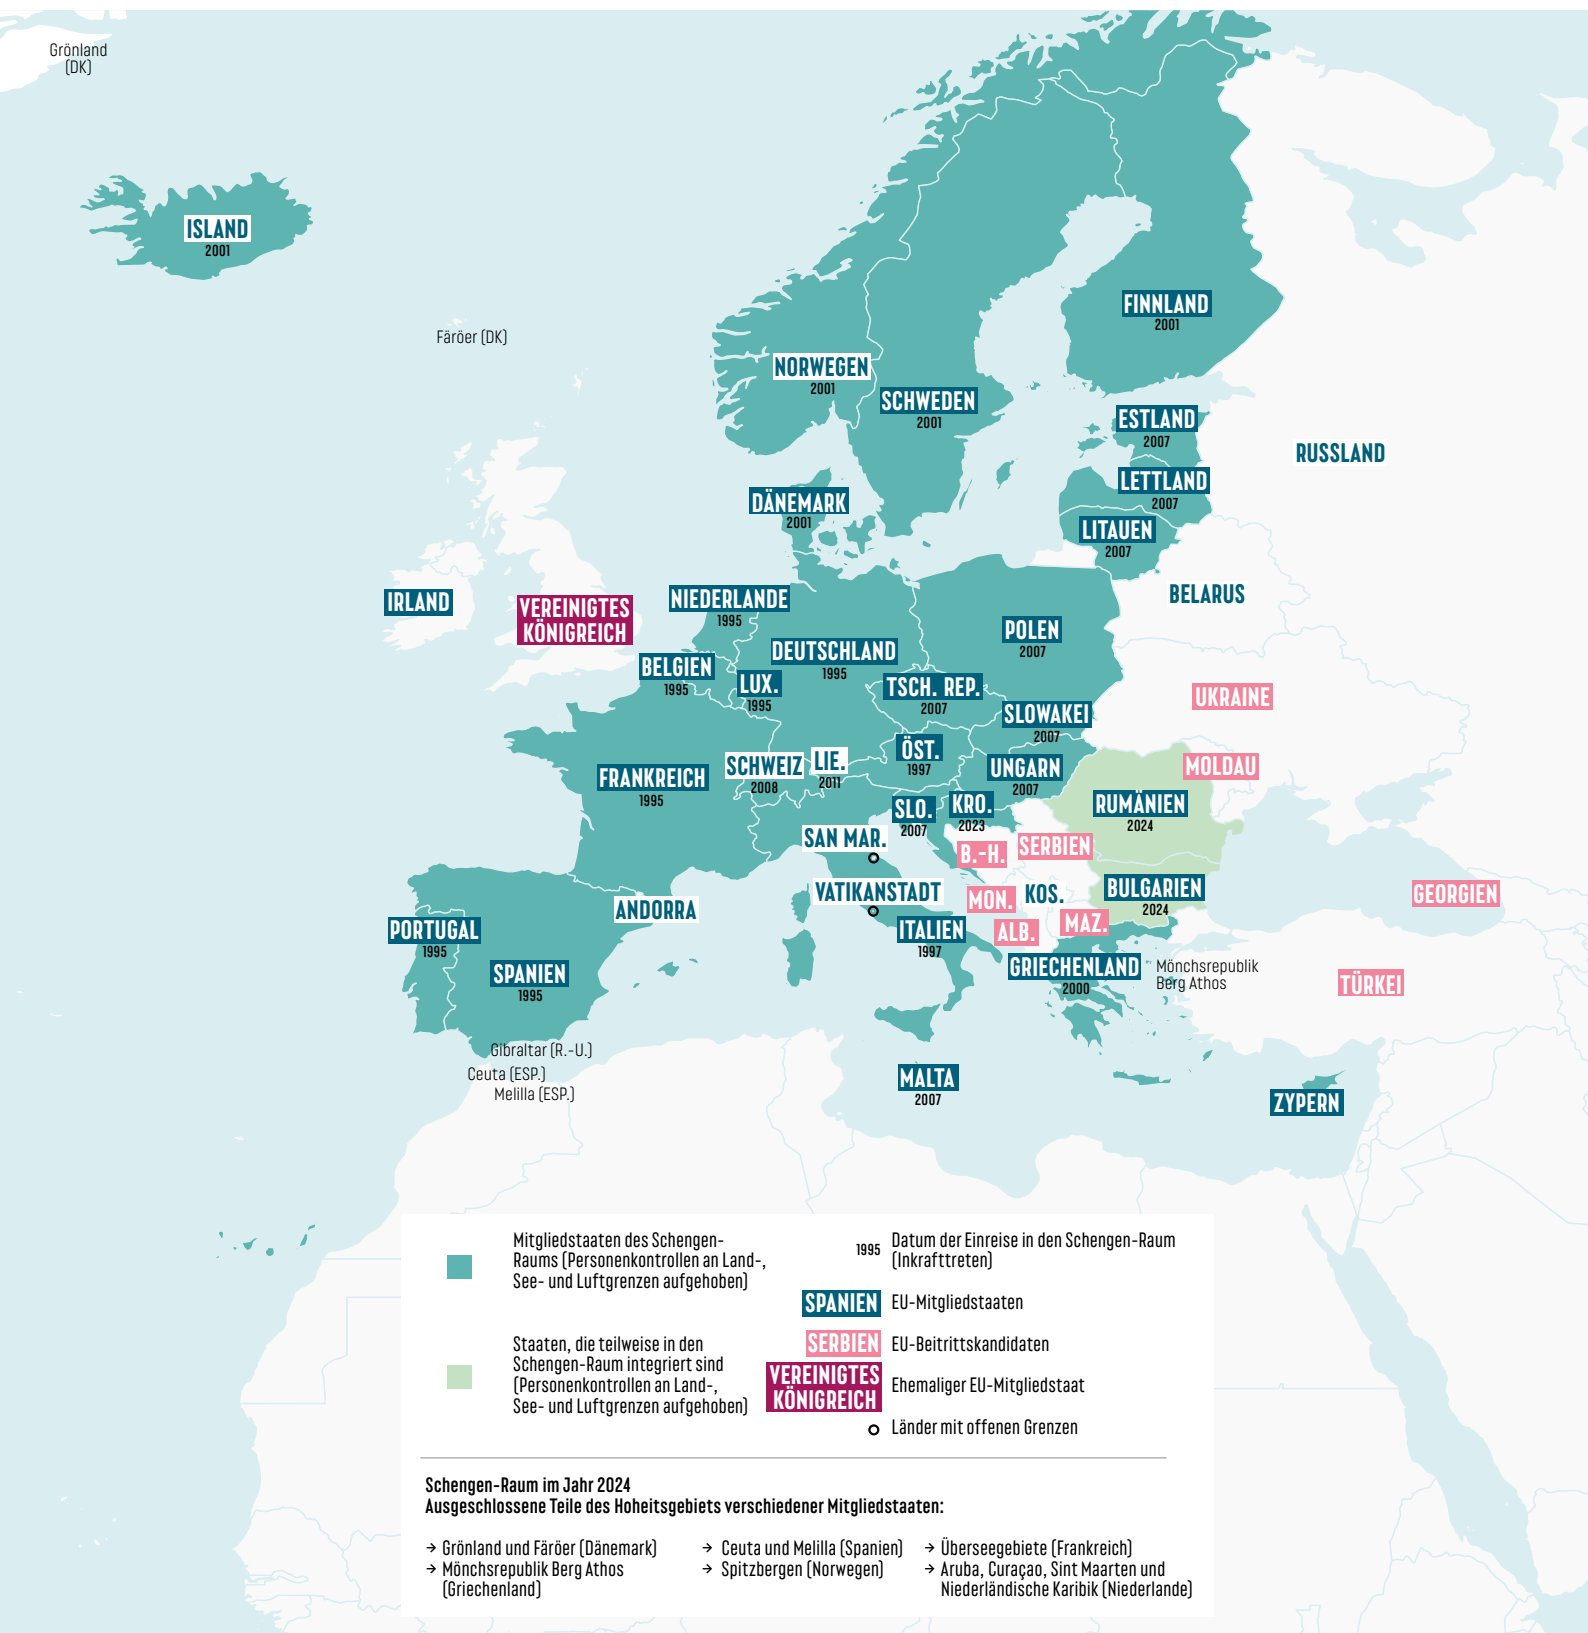 Grönland
(DK)
ISLAND
2001
Färöer (DK)
FINNLAND
2001
NORWEGEN
2001
SCHWEDEN
2001
ESTLAND
2007
RUSSLAND
LETTLAND
2007
DÄNEMARK
2001
LITAUEN
2007
BELARUS
IRLAND
VEREINIGTES
KÖNIGREICH
NIEDERLANDE
1995
POLEN
2007
DEUTSCHLAND
1995
BELGIEN
1995
LUX.
1995
TSCH. REP.
2007
UKRAINE
SLOWAKEI
2007
ÖST.
1997
SCHWEIZ
2008
LIE.
2011
UNGARN
2007
MOLDAU
FRANKREICH
1995
SLO.
2007
KRO.
2023
RUMÄNIEN
2024
SAN MAR.
B.-H.
SERBIEN
VATIKANSTADT
MON.
KOS.
BULGARIEN
2024
GEORGIEN
ANDORRA
PORTUGAL
1995
ITALIEN
1997
ALB.
MAZ.
SPANIEN
1995
GRIECHENLAND
2000
Mönchsrepublik
Berg Athos
TÜRKEI
Gibraltar (R.-U.)
Ceuta (ESP.)
Melilla (ESP.)
MALTA
2007
ZYPERN
Mitgliedstaaten des Schengen-
Raums (Personenkontrollen an Land-,
See- und Luftgrenzen aufgehoben)
Staaten, die teilweise in den
Schengen-Raum integriert sind
(Personenkontrollen an Land-,
See- und Luftgrenzen aufgehoben)
1995 Datum der Einreise in den Schengen-Raum
(Inkrafttreten)
SPANIEN EU-Mitgliedstaaten
SERBIEN EU-Beitrittskandidaten
VEREINIGTES
KÖNIGREICH Ehemaliger EU-Mitgliedstaat
Länder mit offenen Grenzen
Schengen-Raum im Jahr 2024
Ausgeschlossene Teile des Hoheitsgebiets verschiedener Mitgliedstaaten:
→ Grönland und Färöer (Dänemark)
→ Mönchsrepublik Berg Athos
(Griechenland)
→ Ceuta und Melilla (Spanien)
→ Spitzbergen (Norwegen)
→ Überseegebiete (Frankreich)
→ Aruba, Curaçao, Sint Maarten und
Niederländische Karibik (Niederlande)